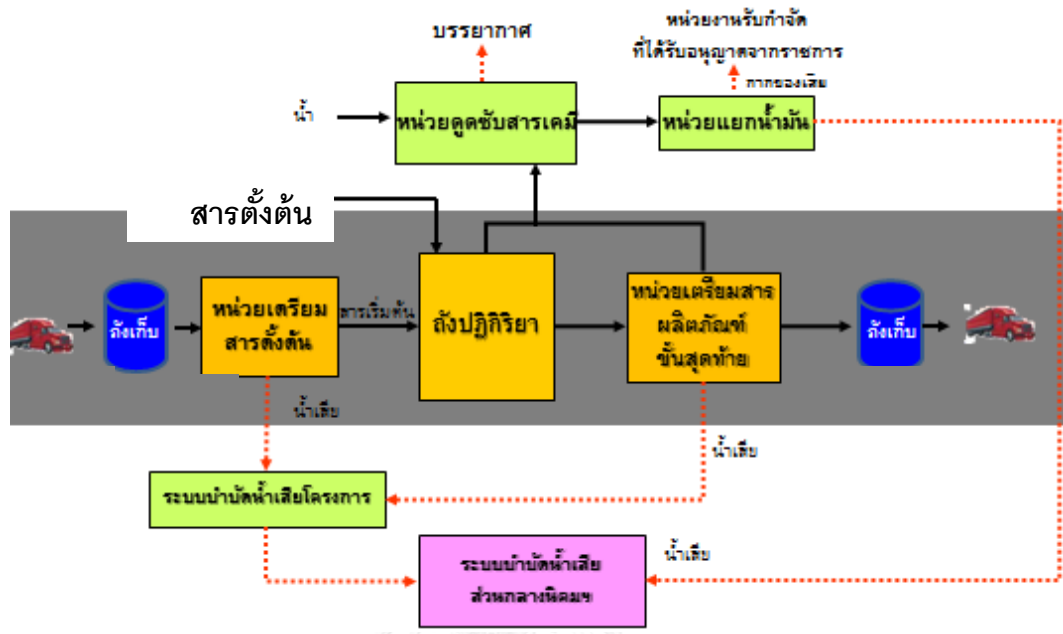 บรรยากาศ
หน่วยงานรับกำจัด
ที่ได้รับอนุญาตจากราชการ
กากของเสีย
น้ำ
หน่วยดูดซับสารเคมี
หน่วยแยกน้ำมัน
สารตั้งต้น
ถังเก็บ
หน่วยเตรียม
สารตั้งต้น
สารเริ่มต้น
ถังปฏิกิริยา
หน่วยเตรียมสาร
ผลิตภัณฑ์
ขั้นสุดท้าย
ถังเก็บ
น้ำเสีย
น้ำเสีย
ระบบบำบัดน้ำเสียโครงการ
ระบบบำบัดน้ำเสีย
ส่วนกลางนิคมฯ
น้ำเสีย